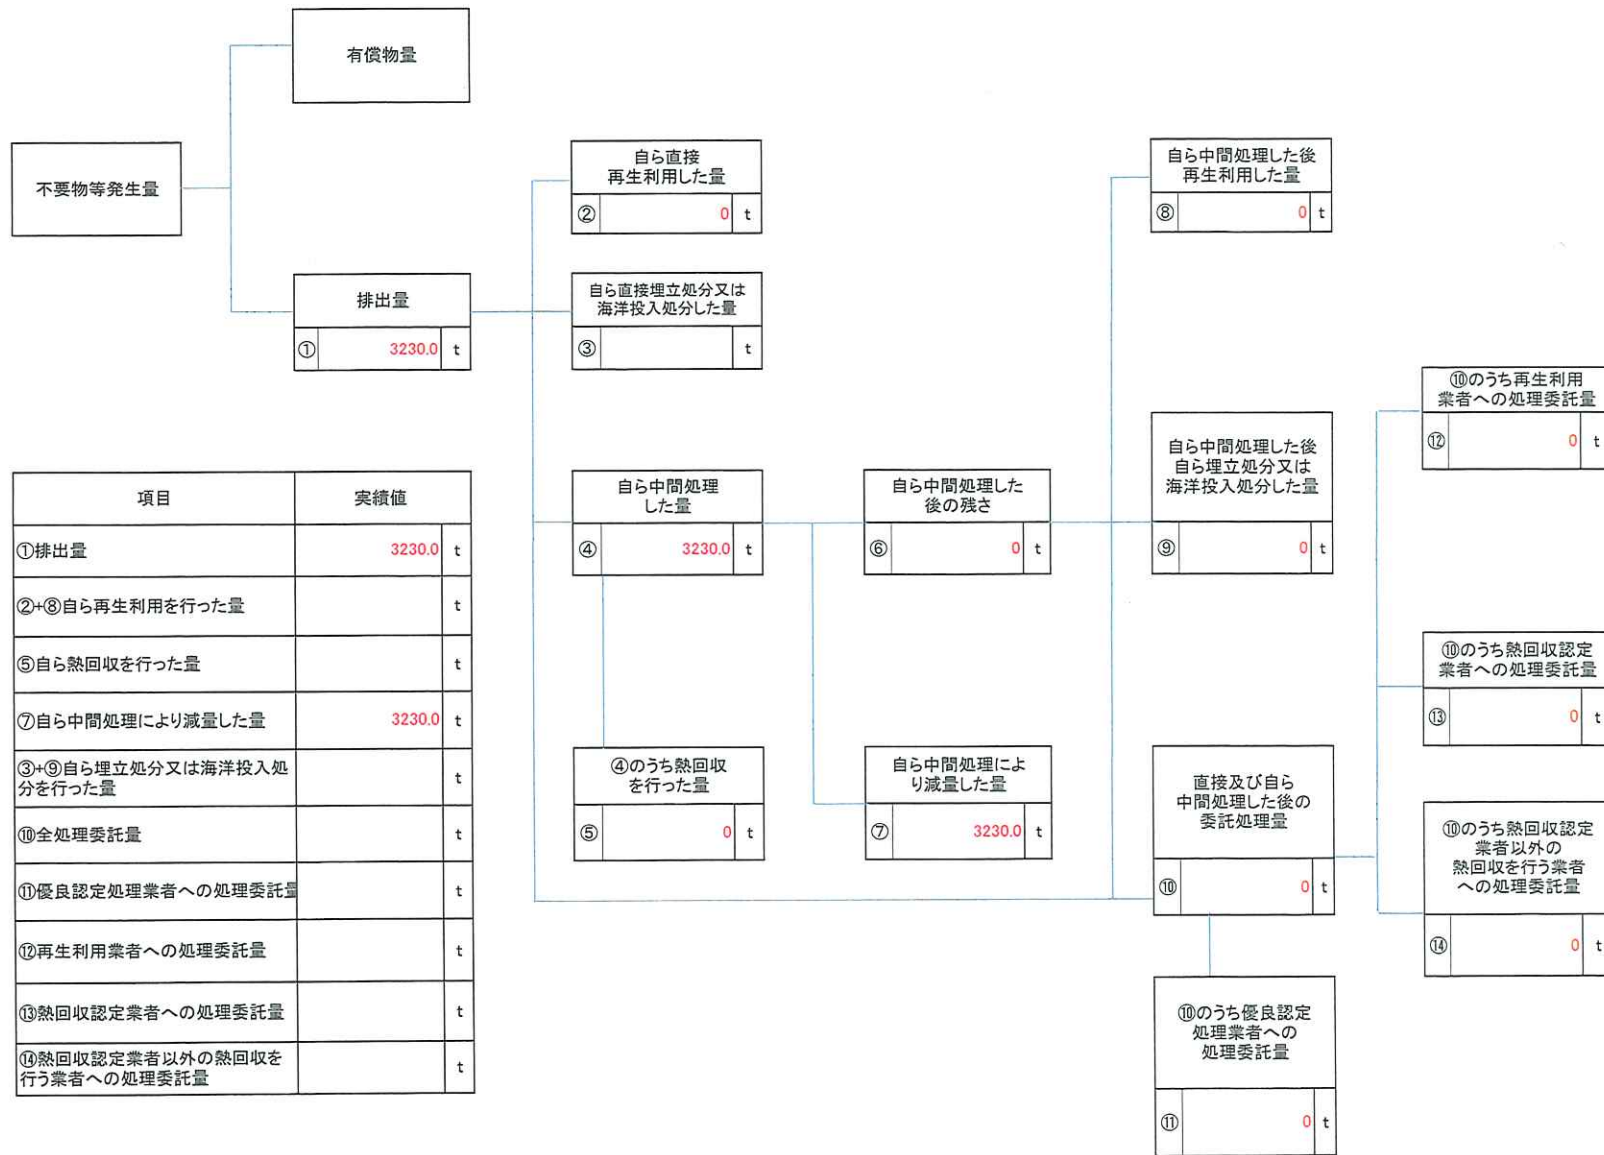 有償物量
不要物等発生量
排出量
① 3230.0 t
自ら直接
再生利用した量
② 0 t
自ら直接埋立処分又は
海洋投入処分した量
③ t
自ら中間処理
した量
④ 3230.0 t
④のうち熱回収
を行った量
⑤ 0 t
自ら中間処理した
後の残さ
⑥ 0 t
自ら中間処理によ
り減量した量
⑦ 3230.0 t
自ら中間処理した後
再生利用した量
⑧ 0 t
自ら中間処理した後
自ら埋立処分又は
海洋投入処分した量
⑨ 0 t
直接及び自ら
中間処理した後の
委託処理量
⑩ 0 t
⑩のうち優良認定
処理業者への
処理委託量
⑪ 0 t
⑩のうち再生利用
業者への処理委託量
⑫ 0 t
⑩のうち熱回収認定
業者への処理委託量
⑬ 0 t
⑩のうち熱回収認定
業者以外の
熱回収を行う業者
への処理委託量
⑭ 0 t
項目 実績値
①排出量 3230.0 t
②+⑧自ら再生利用を行った量 t
⑤自ら熱回収を行った量 t
⑦自ら中間処理により減量した量 3230.0 t
③+⑨自ら埋立処分又は海洋投入処
分を行った量 t
⑩全処理委託量 t
⑪優良認定処理業者への処理委託量 t
⑫再生利用業者への処理委託量 t
⑬熱回収認定業者への処理委託量 t
⑭熱回収認定業者以外の熱回収を
行う業者への処理委託量 t